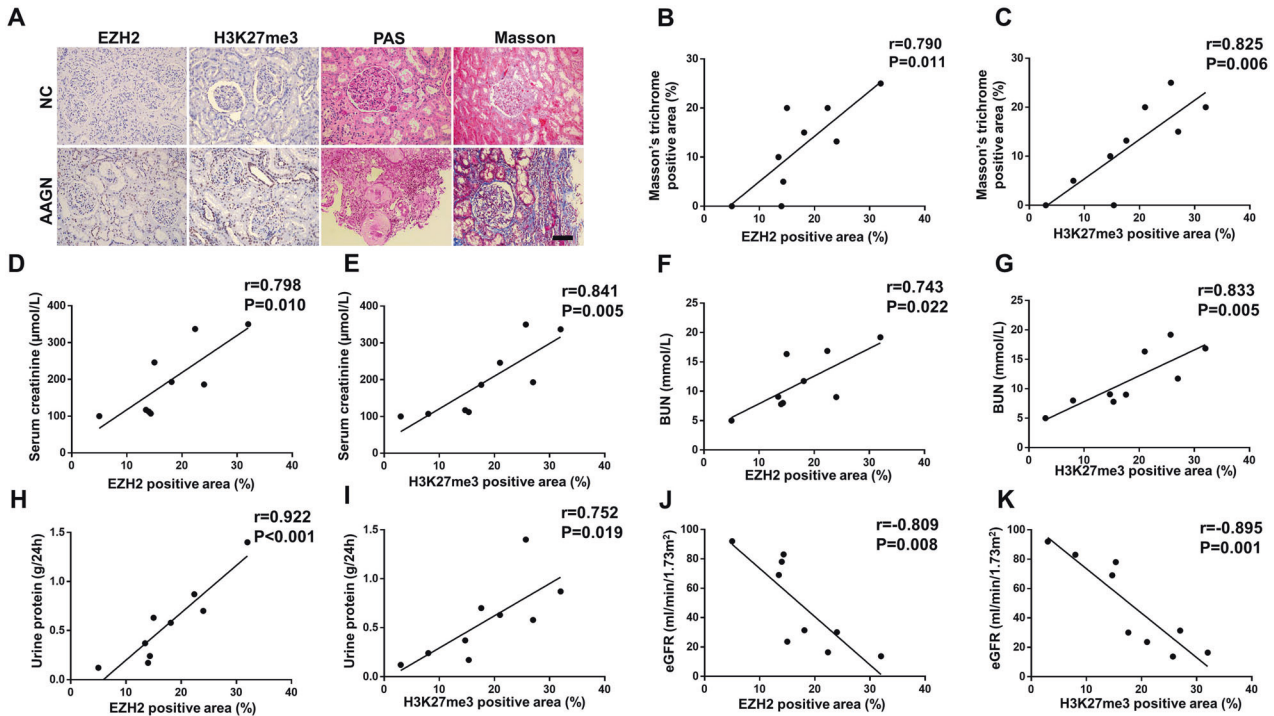 A
EZH2 H3K27me3 PAS Masson
NC
AAGN
B
r=0.790
P=0.011
Masson's trichrome
positive area (%)
30
20
10
0
0 10 20 30 40
EZH2 positive area (%)
C
r=0.825
P=0.006
Masson's trichrome
positive area (%)
30
20
10
0
0 10 20 30 40
H3K27me3 positive area (%)
D
r=0.798
P=0.010
Serum creatinine (μmol/L)
400
300
200
100
0
0 10 20 30 40
EZH2 positive area (%)
E
r=0.841
P=0.005
Serum creatinine (μmol/L)
400
300
200
100
0
0 10 20 30 40
H3K27me3 positive area (%)
F
r=0.743
P=0.022
BUN (mmol/L)
25
20
15
10
5
0
0 10 20 30 40
EZH2 positive area (%)
G
r=0.833
P=0.005
BUN (mmol/L)
25
20
15
10
5
0
0 10 20 30 40
H3K27me3 positive area (%)
H
r=0.922
P<0.001
Urine protein (g/24h)
1.5
1.0
0.5
0.0
0 10 20 30 40
EZH2 positive area (%)
I
r=0.752
P=0.019
Urine protein (g/24h)
1.5
1.0
0.5
0.0
0 10 20 30 40
H3K27me3 positive area (%)
J
r=-0.809
P=0.008
eGFR (ml/min/1.73m²)
100
80
60
40
20
0
0 10 20 30 40
EZH2 positive area (%)
K
r=-0.895
P=0.001
eGFR (ml/min/1.73m²)
100
80
60
40
20
0
0 10 20 30 40
H3K27me3 positive area (%)